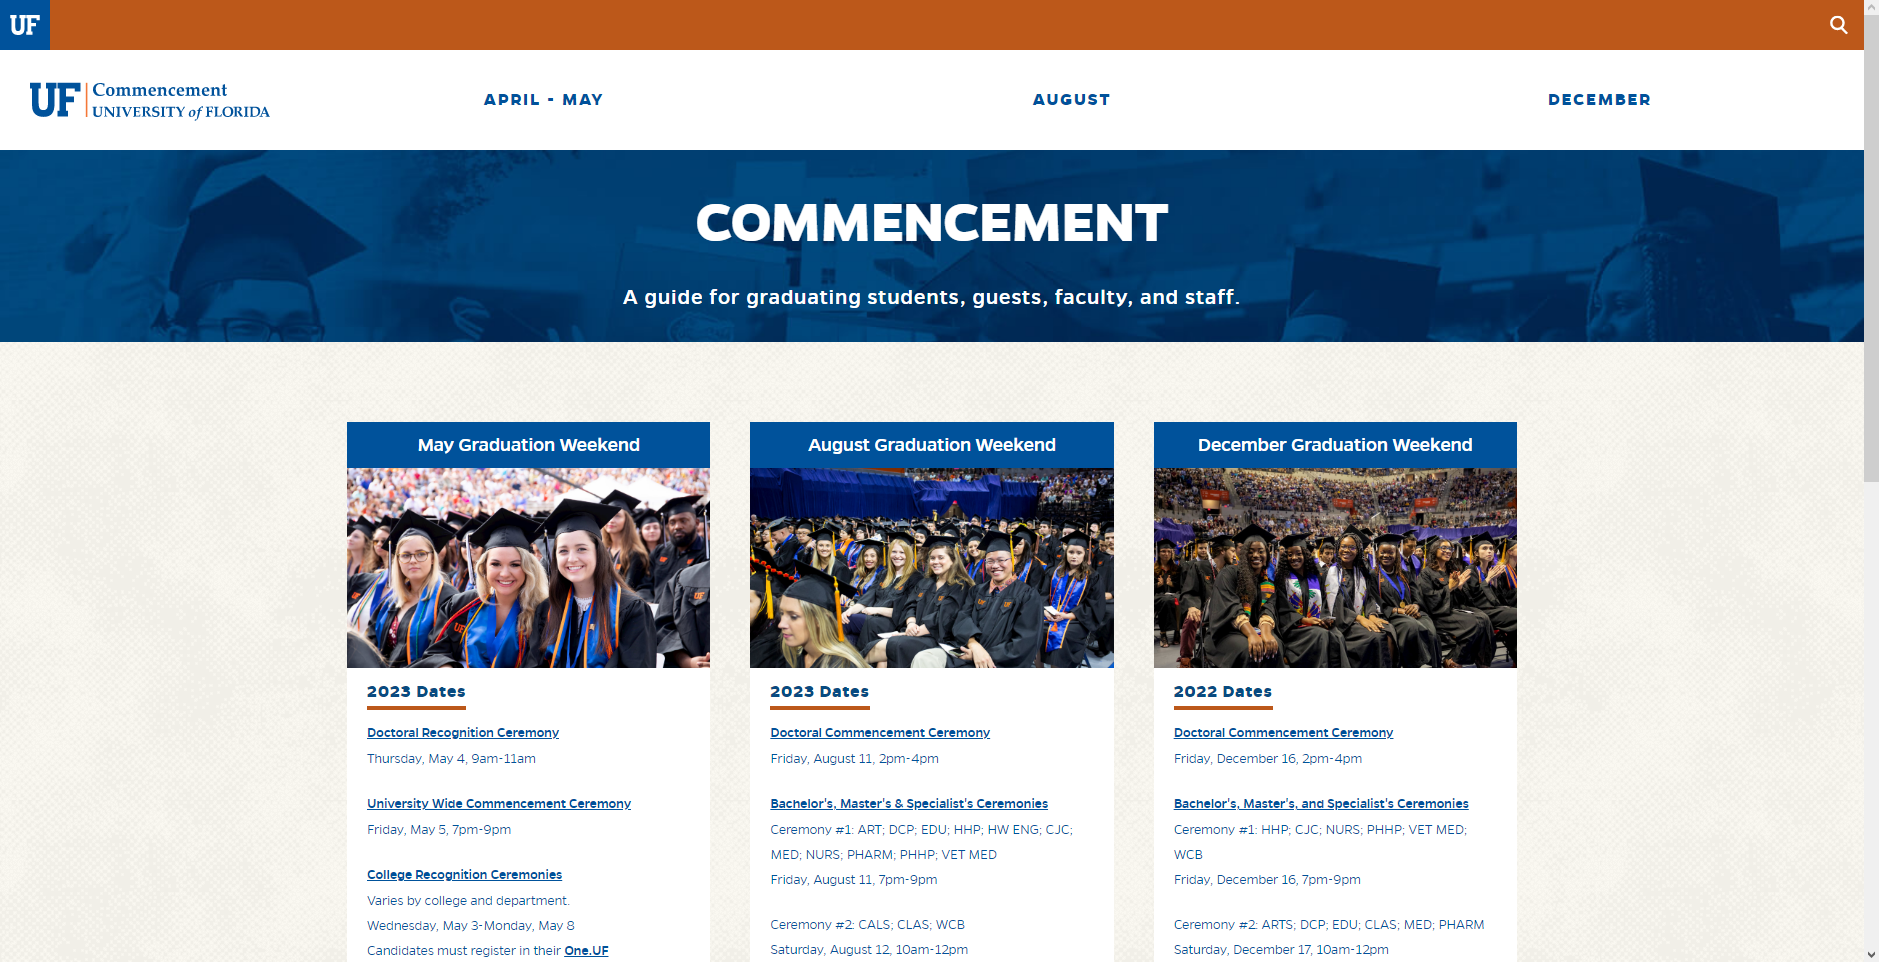 UF
UF Commencement
UNIVERSITY of FLORIDA
APRIL - MAY
AUGUST
DECEMBER
COMMENCEMENT
A guide for graduating students, guests, faculty, and staff.
May Graduation Weekend
2023 Dates
Doctoral Recognition Ceremony
Thursday, May 4, 9am-11am
University Wide Commencement Ceremony
Friday, May 5, 7pm-9pm
College Recognition Ceremonies
Varies by college and department.
Wednesday, May 3-Monday, May 8
Candidates must register in their One.UF
August Graduation Weekend
2023 Dates
Doctoral Commencement Ceremony
Friday, August 11, 2pm-4pm
Bachelor's, Master's & Specialist's Ceremonies
Ceremony #1: ART; DCP; EDU; HHP; HW ENG; CJC;
MED; NURS; PHARM; PHHP; VET MED
Friday, August 11, 7pm-9pm
Ceremony #2: CALS; CLAS; WCB
Saturday, August 12, 10am-12pm
December Graduation Weekend
2022 Dates
Doctoral Commencement Ceremony
Friday, December 16, 2pm-4pm
Bachelor's, Master's, and Specialist's Ceremonies
Ceremony #1: HHP; CJC; NURS; PHHP; VET MED;
WCB
Friday, December 16, 7pm-9pm
Ceremony #2: ARTS; DCP; EDU; CLAS; MED; PHARM
Saturday, December 17, 10am-12pm